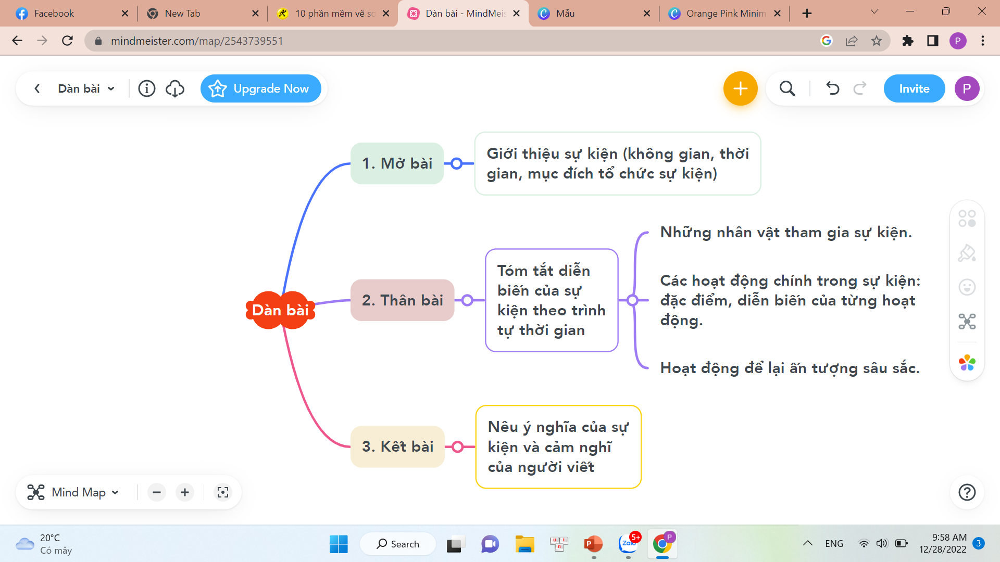 Facebook
New Tab
10 phần mềm vẽ sơ
Dàn bài - MindMeis
Mẫu
Orange Pink Minim
mindmeister.com/map/2543739551
P
Dàn bài
Upgrade Now
Invite
P
1. Mở bài
Giới thiệu sự kiện (không gian, thời
gian, mục đích tổ chức sự kiện)
Dàn bài
2. Thân bài
Tóm tắt diễn
biến của sự
kiện theo trình
tự thời gian
Những nhân vật tham gia sự kiện.
Các hoạt động chính trong sự kiện:
đặc điểm, diễn biến của từng hoạt
động.
Hoạt động để lại ấn tượng sâu sắc.
3. Kết bài
Nêu ý nghĩa của sự
kiện và cảm nghĩ
của người viết
Mind Map
20°C
Có mây
Search
U I n
P
Zalo
5+
P
ENG
9:58 AM
12/28/2022
3